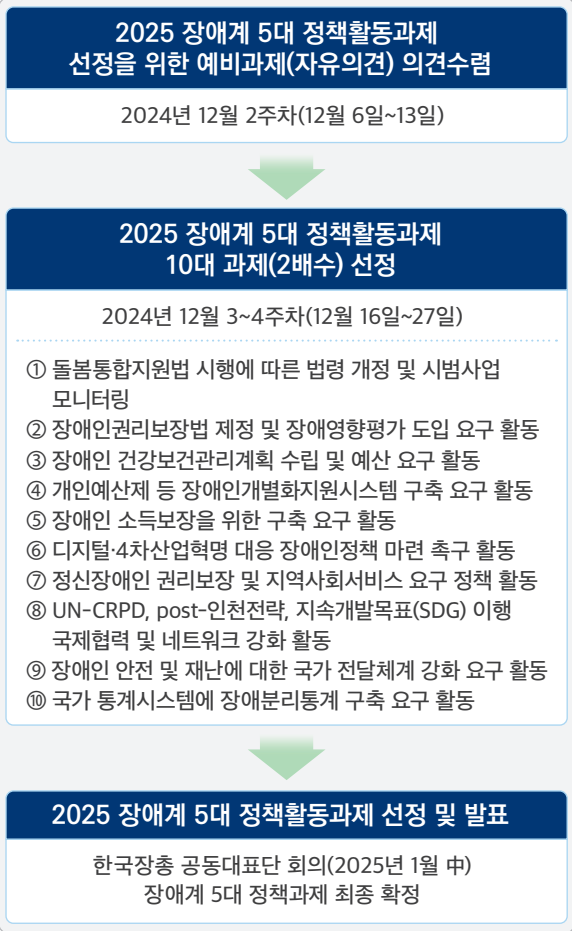 2025 장애계 5대 정책활동과제
선정을 위한 예비과제(자유의견) 의견수렴
2024년 12월 2주차(12월 6일~13일)
2025 장애계 5대 정책활동과제
10대 과제(2배수) 선정
2024년 12월 3~4주차(12월 16일~27일)
① 돌봄통합지원법 시행에 따른 법령 개정 및 시범사업
모니터링
② 장애인권리보장법 제정 및 장애영향평가 도입 요구 활동
③ 장애인 건강보건관리계획 수립 및 예산 요구 활동
④ 개인예산제 등 장애인개별화지원시스템 구축 요구 활동
⑤ 장애인 소득보장을 위한 구축 요구 활동
⑥ 디지털·4차산업혁명 대응 장애인정책 마련 촉구 활동
⑦ 정신장애인 권리보장 및 지역사회서비스 요구 정책 활동
⑧ UN-CRPD, post-인천전략, 지속개발목표(SDG) 이행
국제협력 및 네트워크 강화 활동
⑨ 장애인 안전 및 재난에 대한 국가 전달체계 강화 요구 활동
⑩ 국가 통계시스템에 장애분리통계 구축 요구 활동
2025 장애계 5대 정책활동과제 선정 및 발표
한국장총 공동대표단 회의(2025년 1월 中)
장애계 5대 정책과제 최종 확정